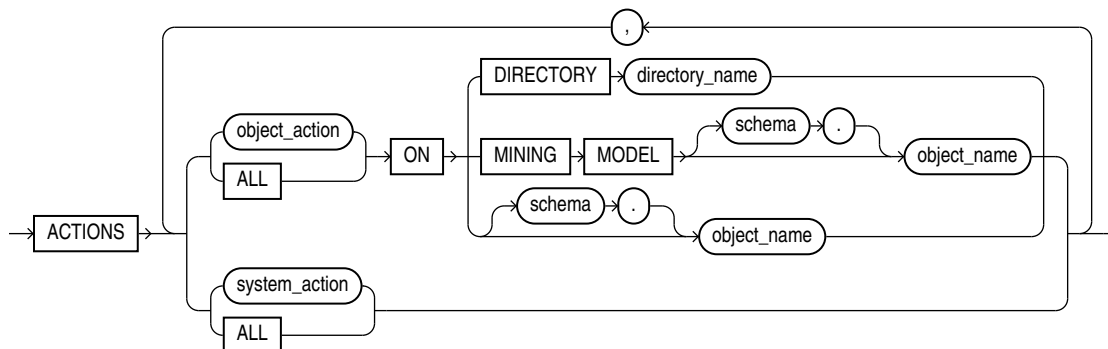 ,
DIRECTORY directory_name
object_action schema .
ON MINING MODEL object_name
ALL
schema .
ACTIONS object_name
system_action
ALL